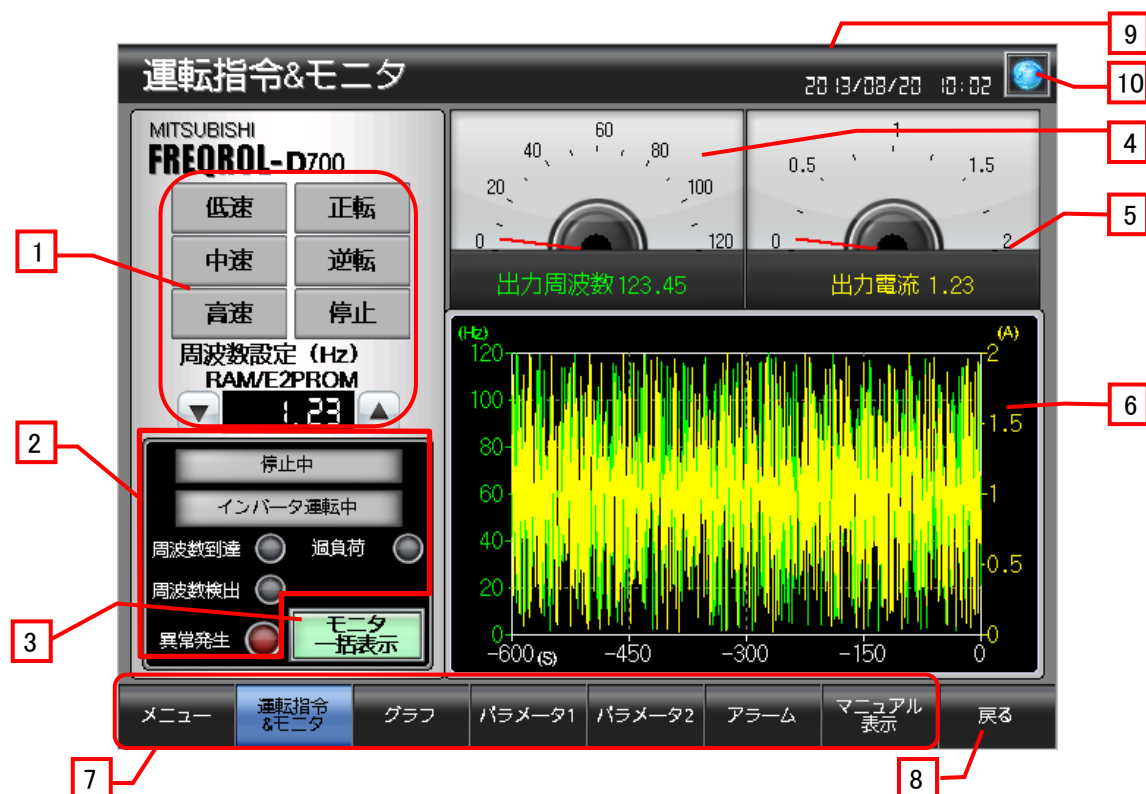 9
運転指令&モニタ
2013/08/20 10:02
10
MITSUBISHI
FREQROL-D700
低速 正転
中速 逆転
高速 停止
周波数設定 (Hz)
RAM/E2PROM
▼ 1.23 ▲
1
0 20 40 60 80 100 120
出力周波数123.45
4
0 0.5 1 1.5 2
出力電流 1.23
5
2
停止中
インバータ運転中
周波数到達 過負荷
周波数検出
異常発生
モニタ
一括表示
3
(Hz) (A)
120 2
100
1.5
80
60 1
40
0.5
20
0 0
-600(S) -450 -300 -150 0
6
メニュー
運転指令
&モニタ
グラフ
パラメータ1
パラメータ2
アラーム
マニュアル
表示
戻る
7
8